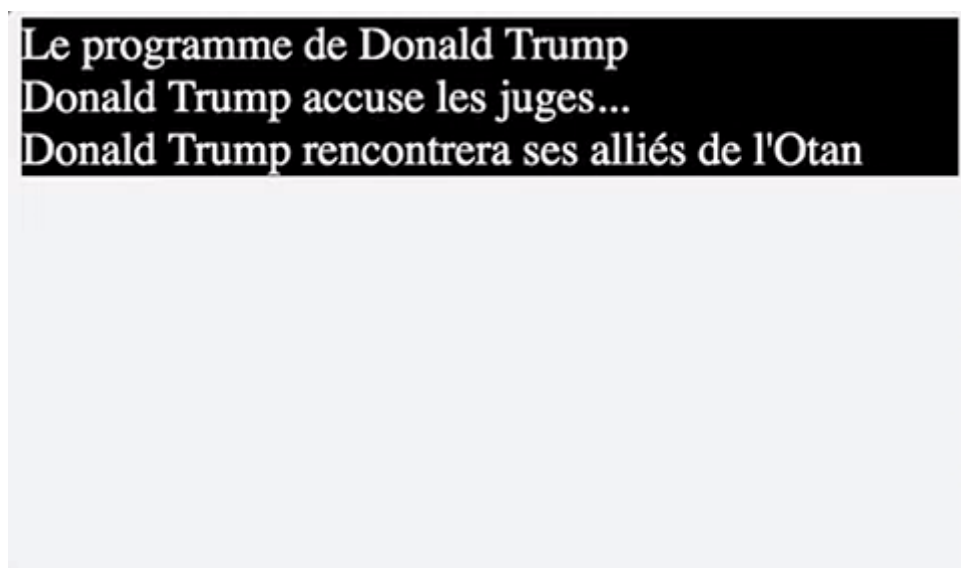 Le programme de Donald Trump
Donald Trump accuse les juges...
Donald Trump rencontrera ses alliés de l'Otan